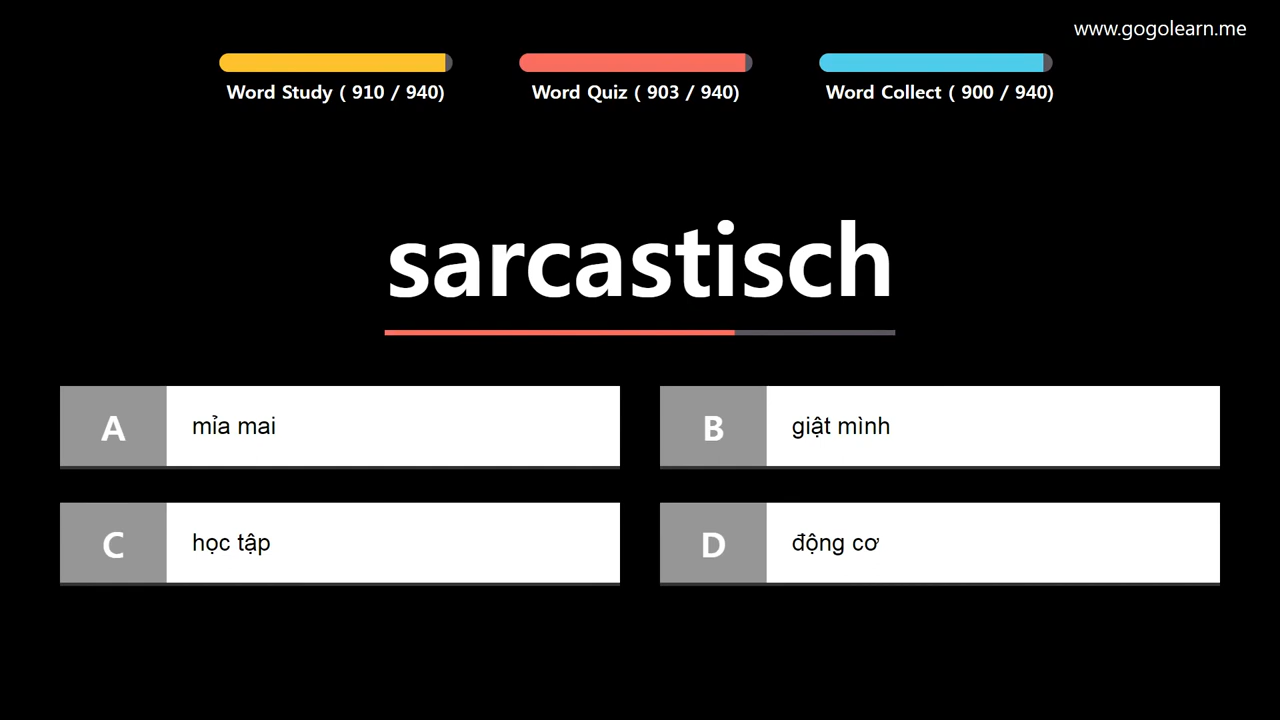 www.gogolearn.me
Word Study ( 910 / 940)
Word Quiz ( 903 / 940)
Word Collect ( 900 / 940)
sarcastisch
A mỉa mai
B giật mình
C học tập
D động cơ